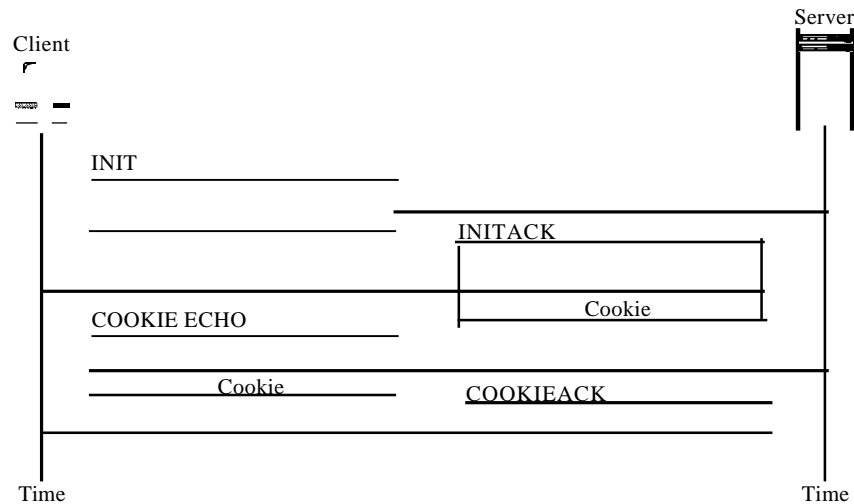 Server
Client
INIT
INITACK
Cookie
COOKIE ECHO
Cookie
COOKIEACK
Time
Time